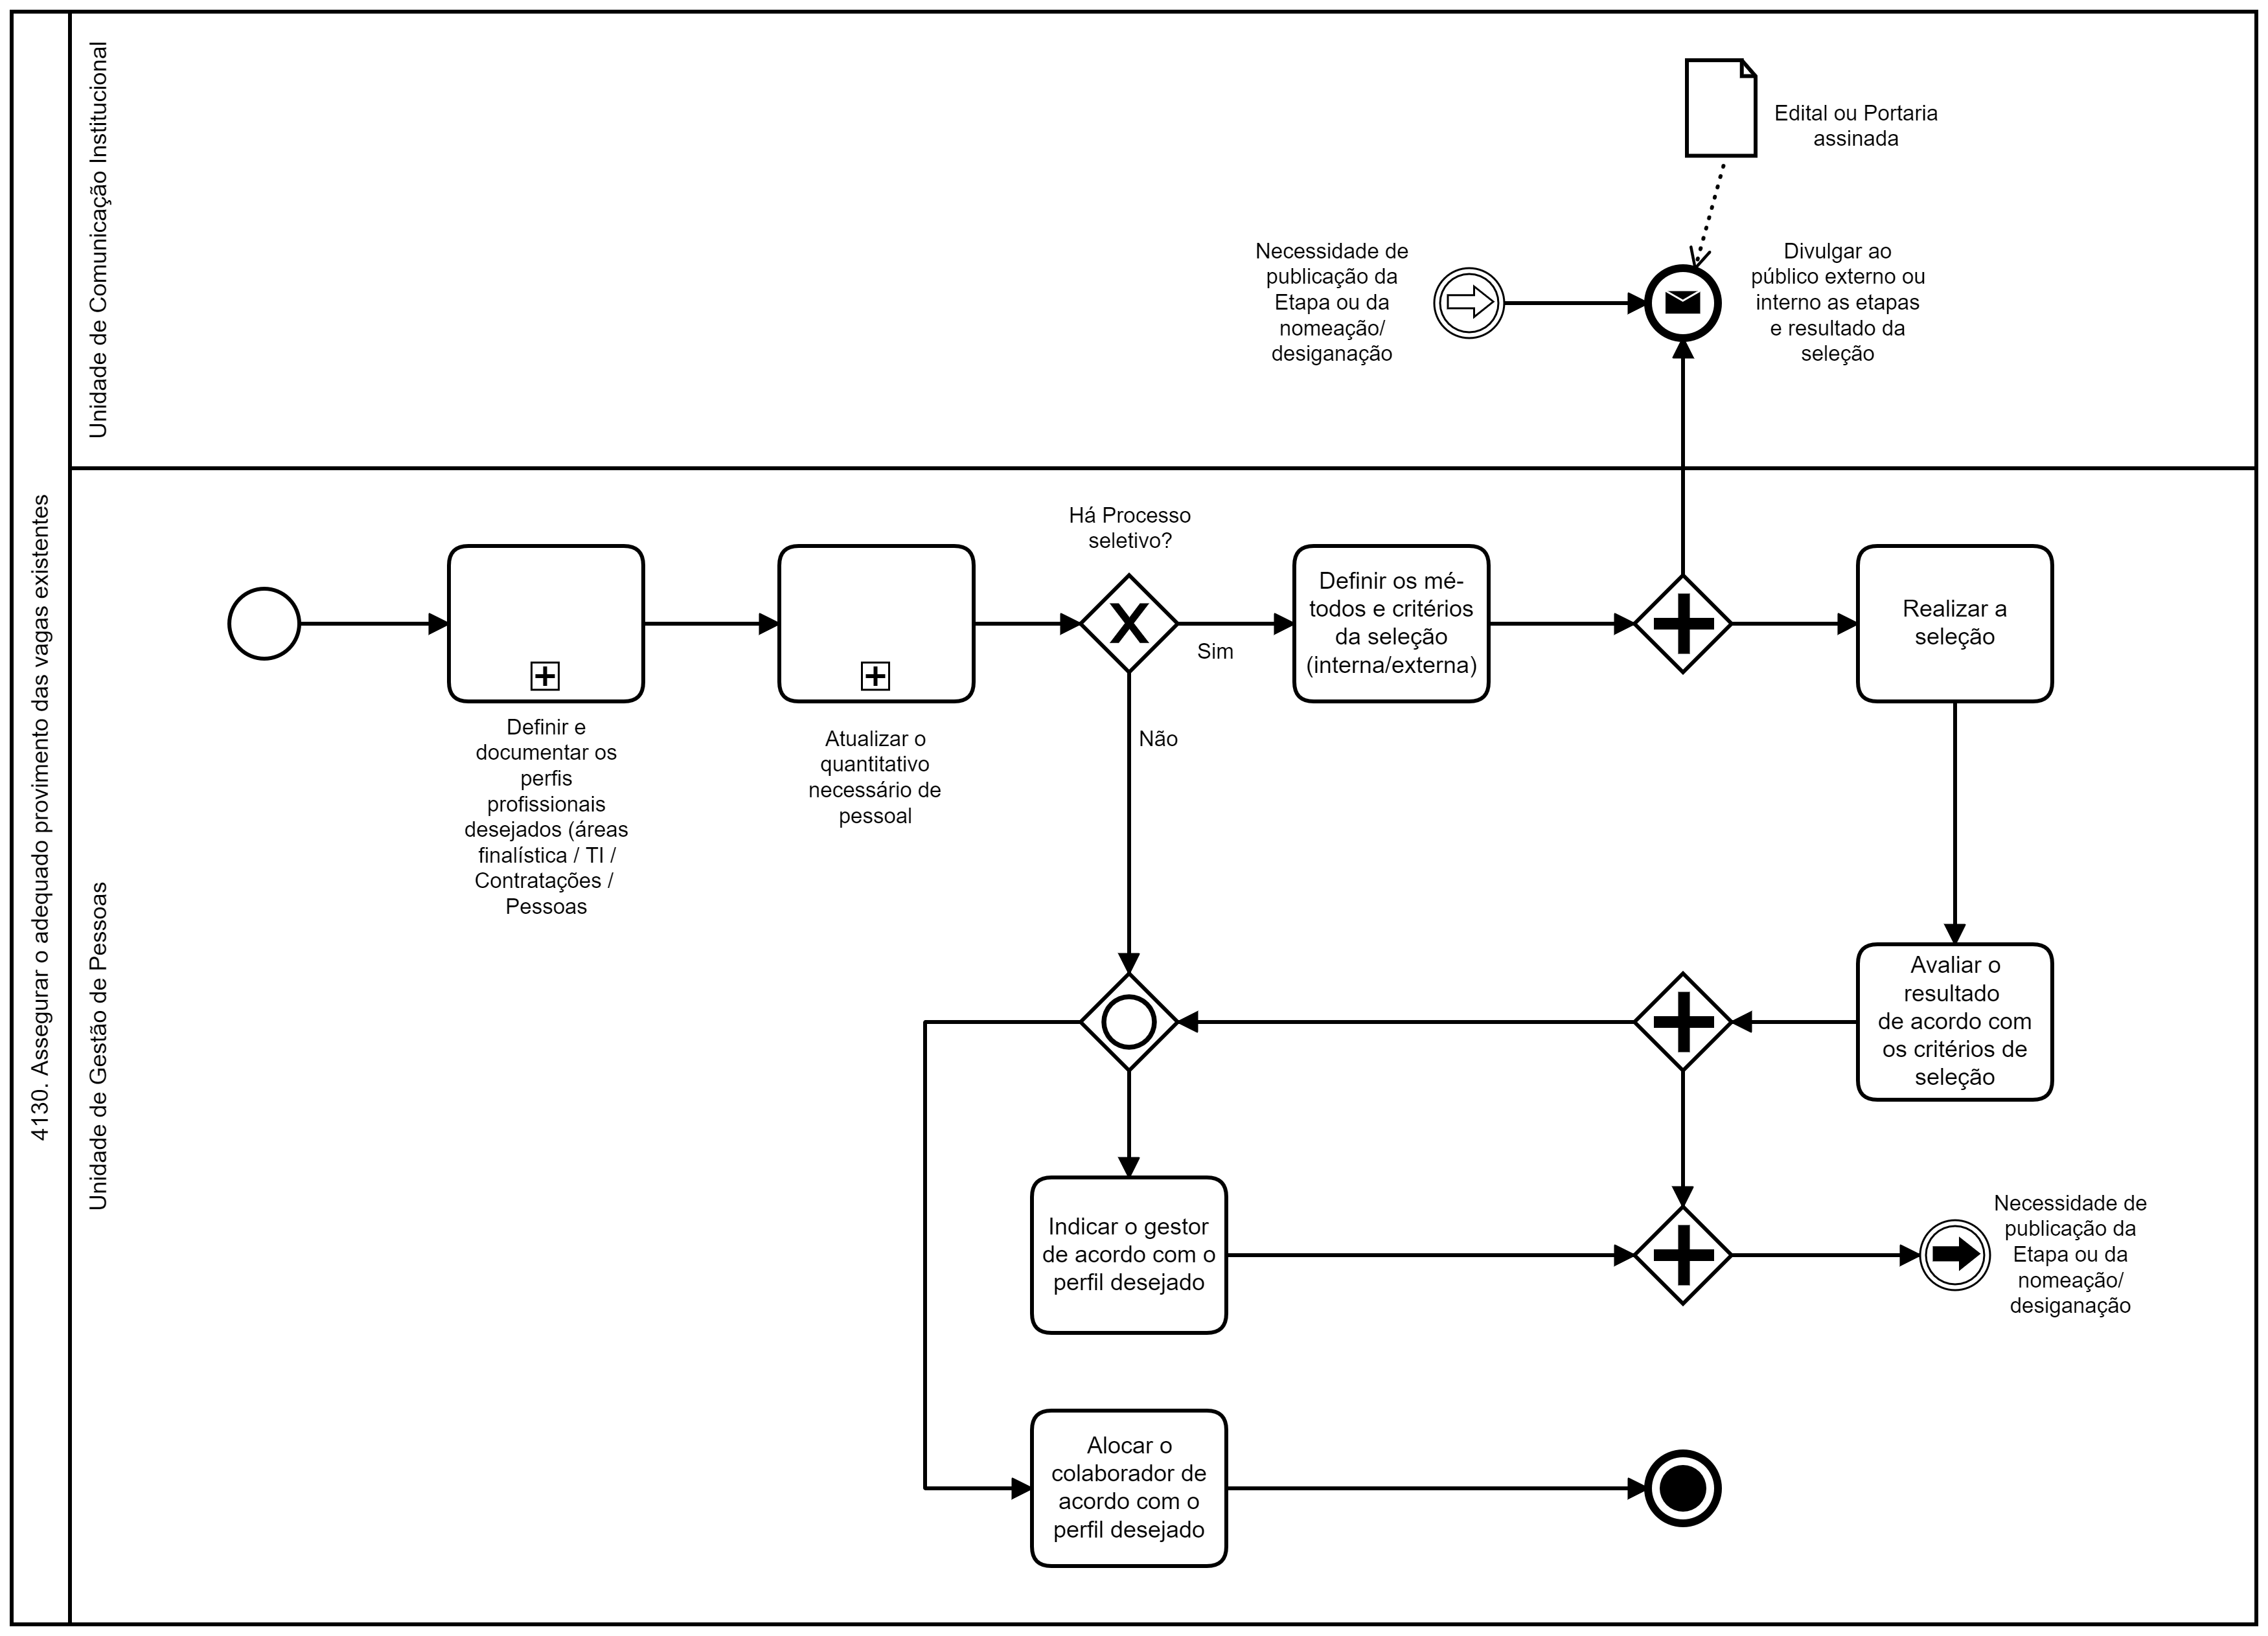 4130. Assegurar o adequado provimento das vagas existentes
Unidade de Comunicação Institucional
Edital ou Portaria
assinada
Necessidade de
publicação da
Etapa ou da
nomeação/
desiganação
Divulgar ao
público externo ou
interno as etapas
e resultado da
seleção
Unidade de Gestão de Pessoas
Definir e
documentar os
perfis
profissionais
desejados (áreas
finalística / TI /
Contratações /
Pessoas
Atualizar o
quantitativo
necessário de
pessoal
Há Processo
seletivo?
Sim
Não
Definir os mé-
todos e critérios
da seleção
(interna/externa)
Realizar a
seleção
Avaliar o
resultado
de acordo com
os critérios de
seleção
Indicar o gestor
de acordo com o
perfil desejado
Necessidade de
publicação da
Etapa ou da
nomeação/
desiganação
Alocar o
colaborador de
acordo com o
perfil desejado